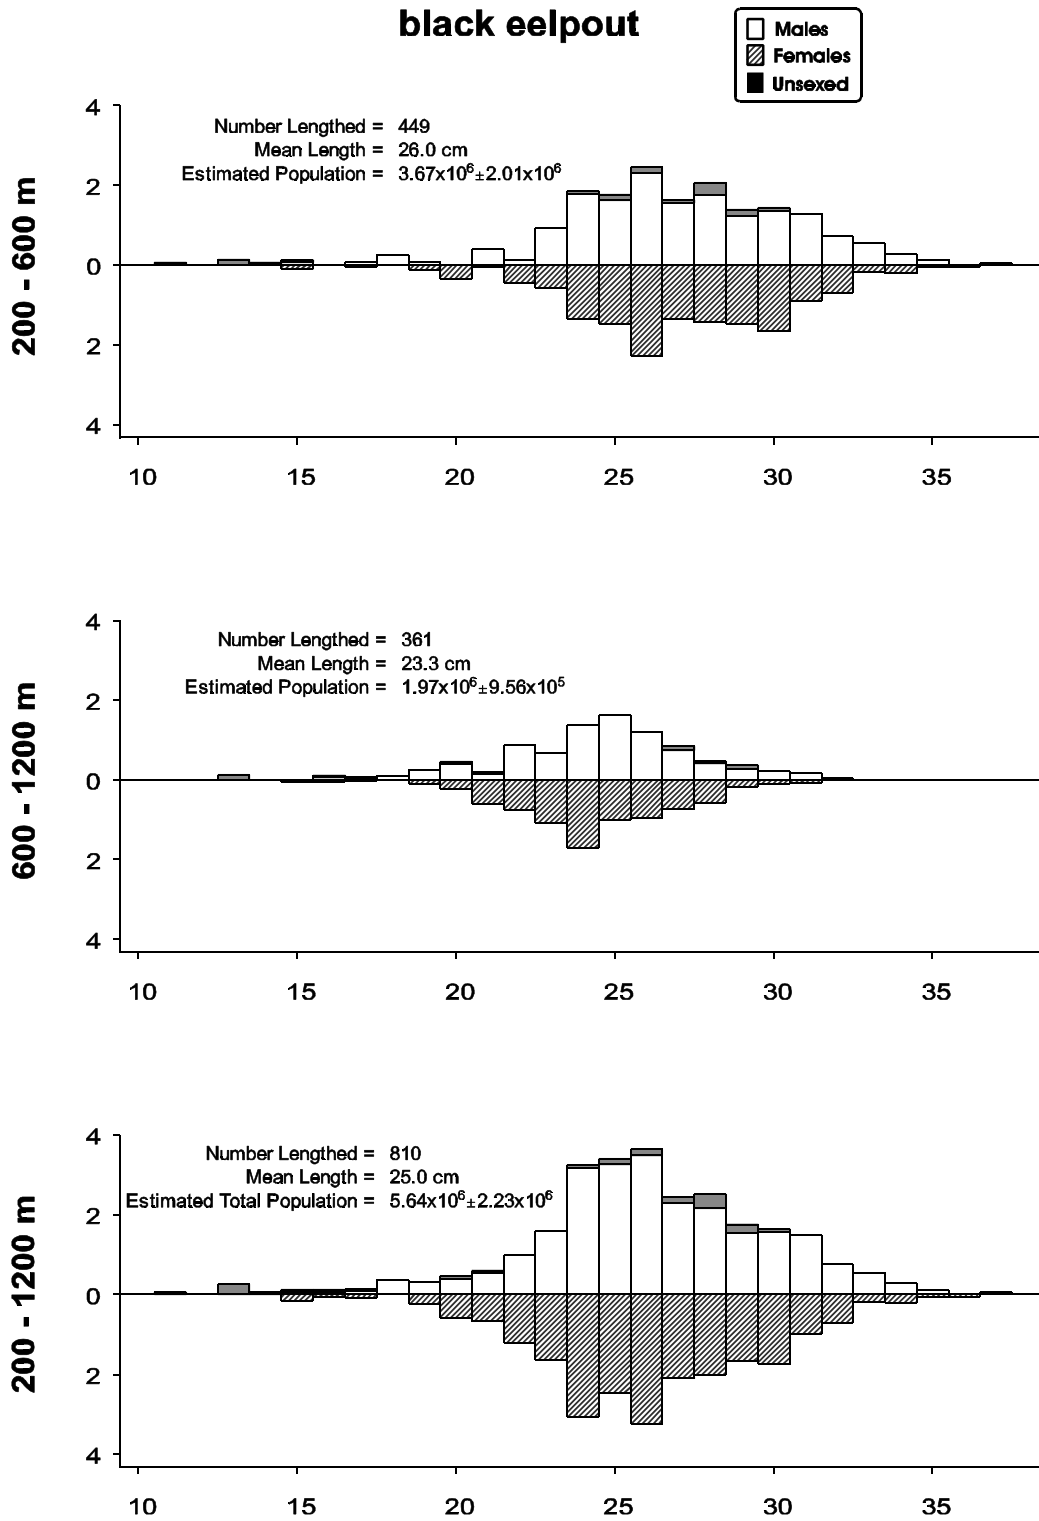 black eelpout
Males
Females
Unsexed
200 - 600 m
4
2
0
2
4
Number Lengthed = 449
Mean Length = 26.0 cm
Estimated Population = 3.67x10⁶±2.01x10⁶
10 15 20 25 30 35
600 - 1200 m
4
2
0
2
4
Number Lengthed = 361
Mean Length = 23.3 cm
Estimated Population = 1.97x10⁶±9.56x10⁵
10 15 20 25 30 35
200 - 1200 m
4
2
0
2
4
Number Lengthed = 810
Mean Length = 25.0 cm
Estimated Total Population = 5.64x10⁶±2.23x10⁶
10 15 20 25 30 35